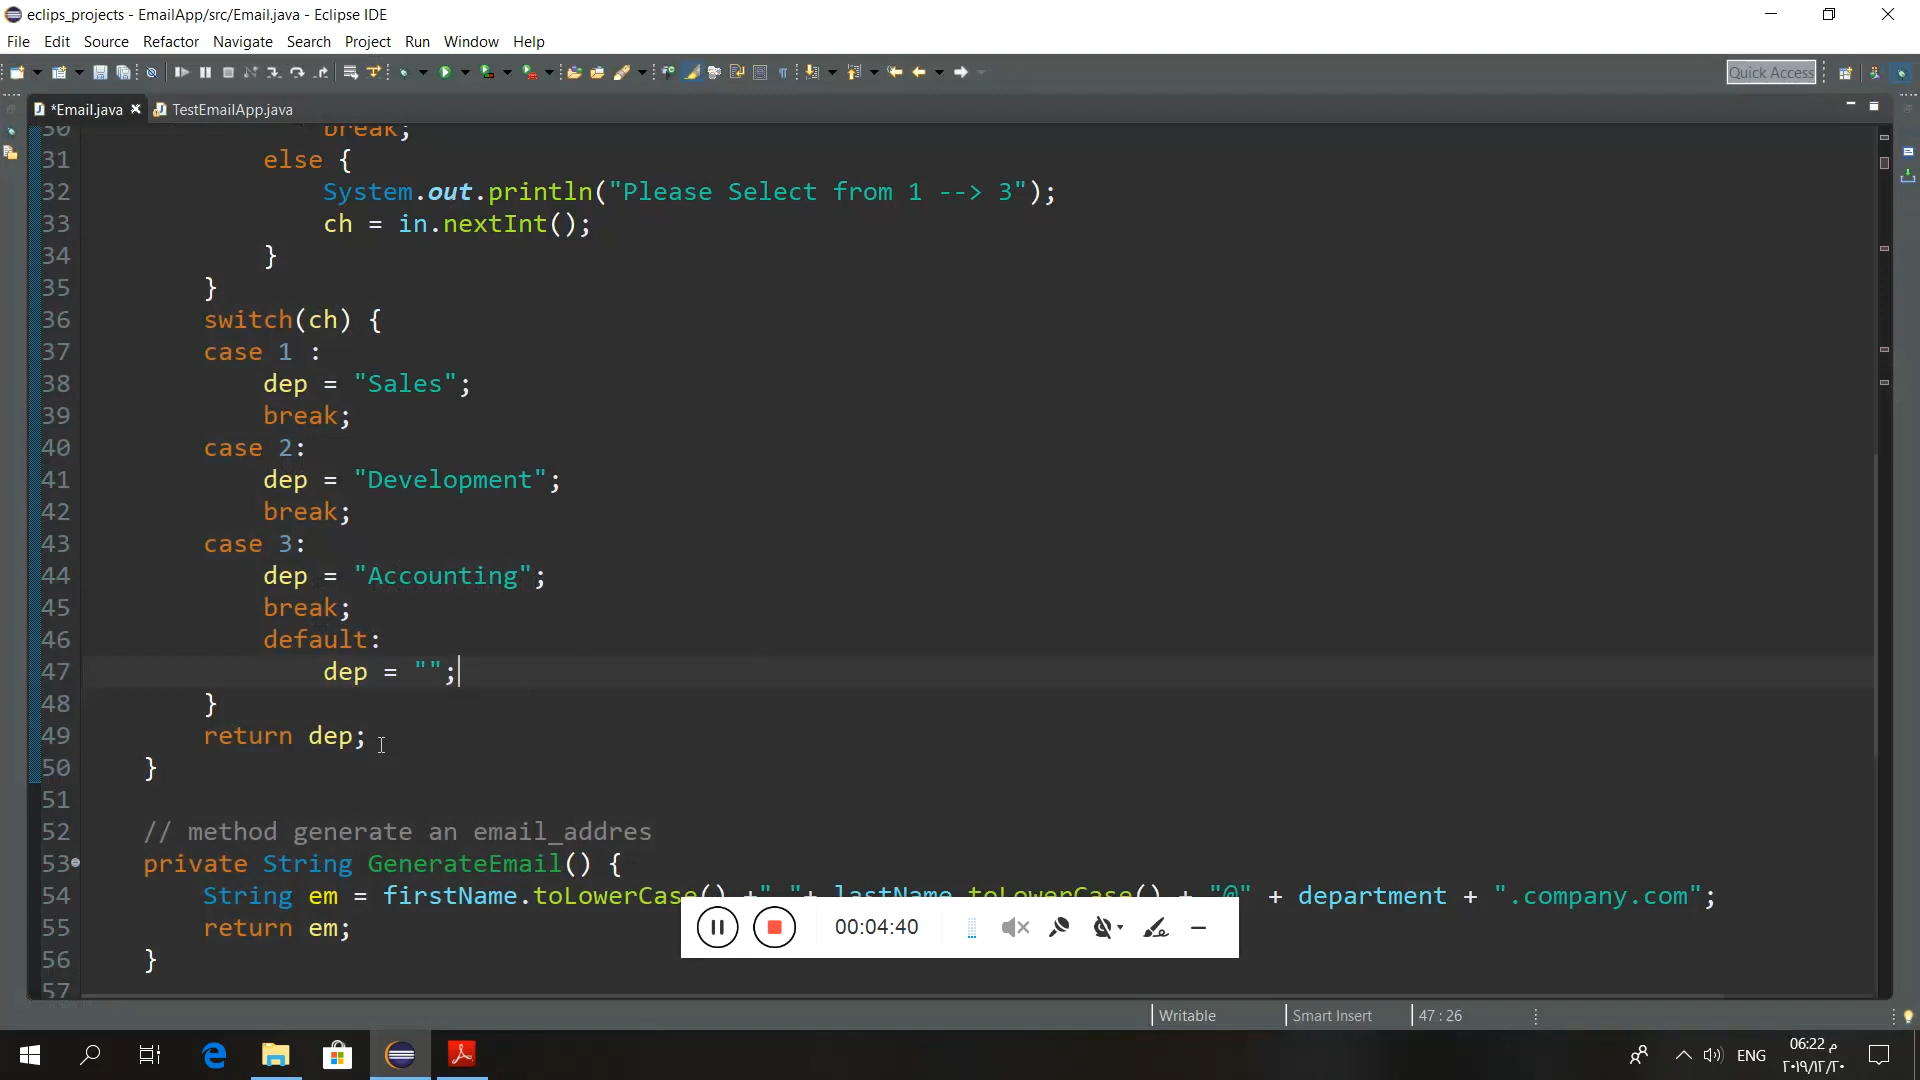 eclips_projects - EmailApp/src/Email.java - Eclipse IDE
File Edit Source Refactor Navigate Search Project Run Window Help
Quick Access
*Email.java TestEmailApp.java
30 break;
31 else {
32 System.out.println("Please Select from 1 --> 3");
33 ch = in.nextInt();
34 }
35 }
36 switch(ch) {
37 case 1 :
38 dep = "Sales";
39 break;
40 case 2:
41 dep = "Development";
42 break;
43 case 3:
44 dep = "Accounting";
45 break;
46 default:
47 dep = "";
48 }
49 return dep;
50 }
51
52 // method generate an email_addres
53 private String GenerateEmail() {
54 String em = firstName.toLowerCase() + lastName.toLowerCase() + "@" + department + ".company.com";
55 return em;
56 }
57
00:04:40
Writable Smart Insert 47 : 26
ENG
06:22 م
٢٠١٩/١٢/٢٠